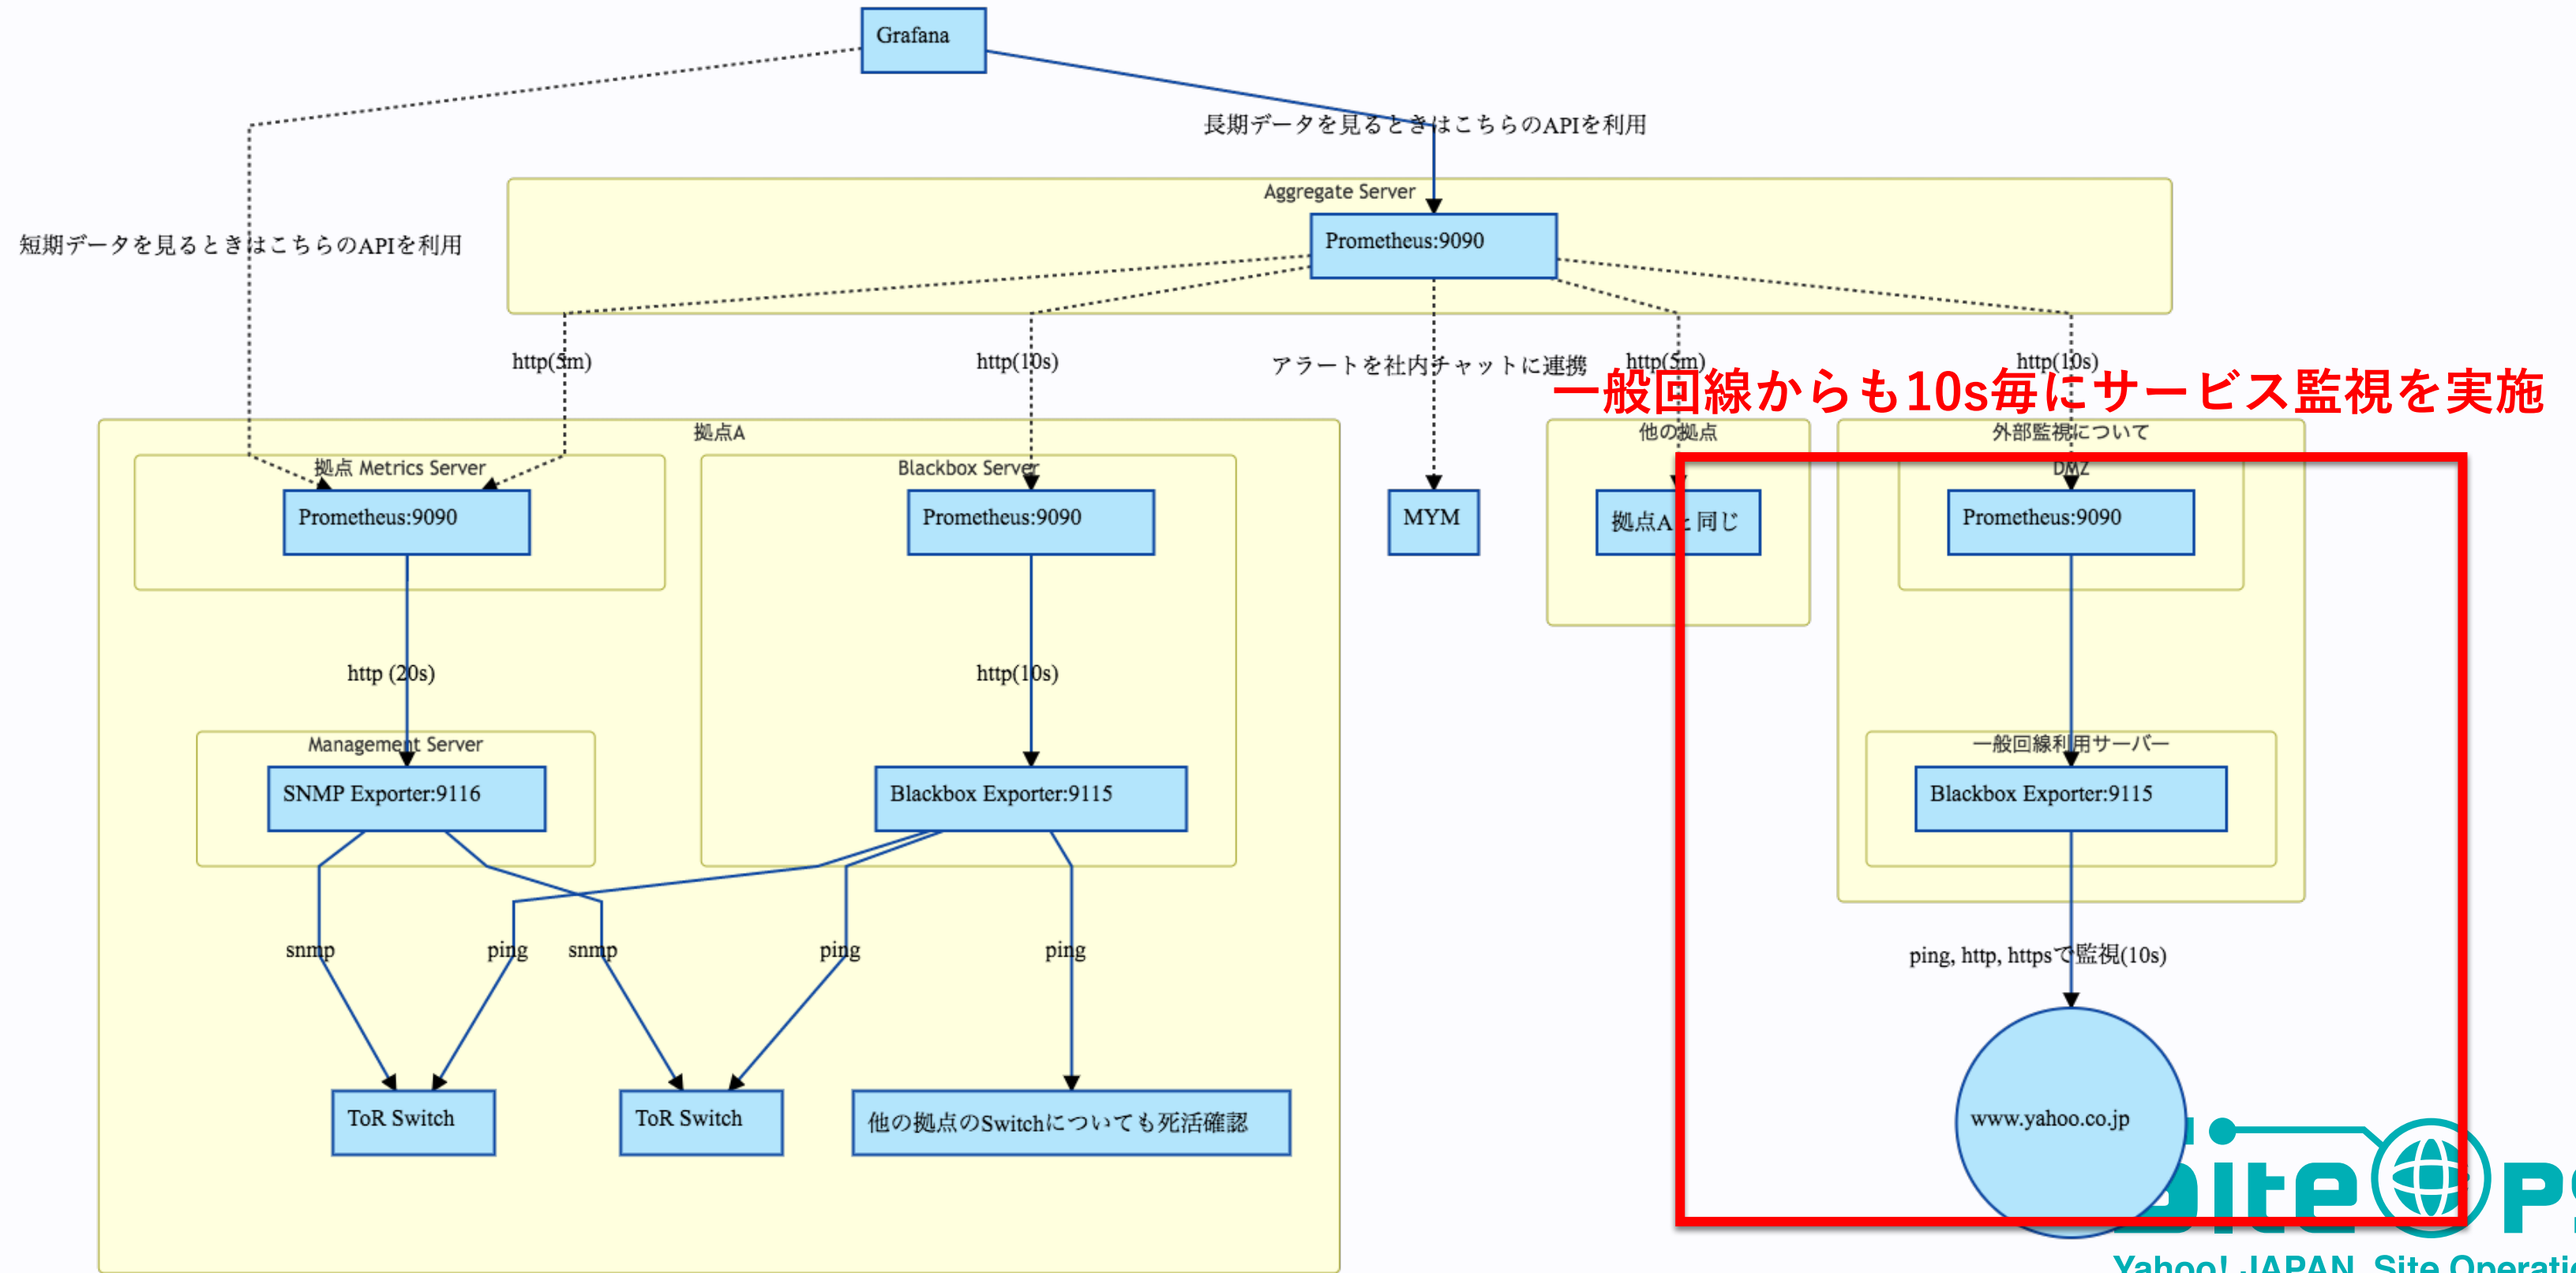 Grafana
長期データを見るときはこちらのAPIを利用
Aggregate Server
Prometheus:9090
短期データを見るときはこちらのAPIを利用
http(5m)
http(10s)
アラートを社内チャットに連携
http(5m)
http(10s)
一般回線からも10s毎にサービス監視を実施
拠点A
他の拠点
外部監視について
拠点 Metrics Server
Blackbox Server
DMZ
Prometheus:9090
Prometheus:9090
MYM
拠点Aと同じ
Prometheus:9090
http (20s)
http(10s)
Management Server
一般回線利用サーバー
SNMP Exporter:9116
Blackbox Exporter:9115
Blackbox Exporter:9115
snmp
ping
snmp
ping
ping
ping, http, httpsで監視(10s)
ToR Switch
ToR Switch
他の拠点のSwitchについても死活確認
www.yahoo.co.jp
Yahoo! JAPAN Site